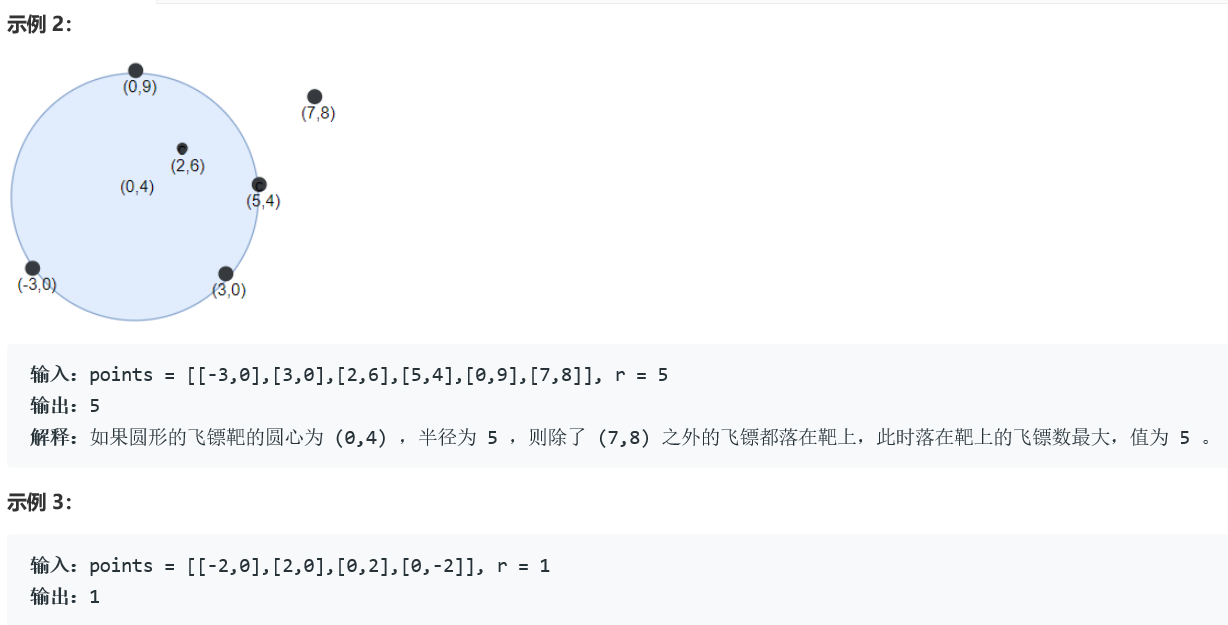 示例 2：
(0,9)
(7,8)
(2,6)
(0,4)
(5,4)
(-3,0)
(3,0)
输入：points = [[-3,0],[3,0],[2,6],[5,4],[0,9],[7,8]], r = 5
输出：5
解释：如果圆形的飞镖靶的圆心为 (0,4) ，半径为 5 ，则除了 (7,8) 之外的飞镖都落在靶上，此时落在靶上的飞镖数最大，值为 5 。
示例 3：
输入：points = [[-2,0],[2,0],[0,2],[0,-2]], r = 1
输出：1